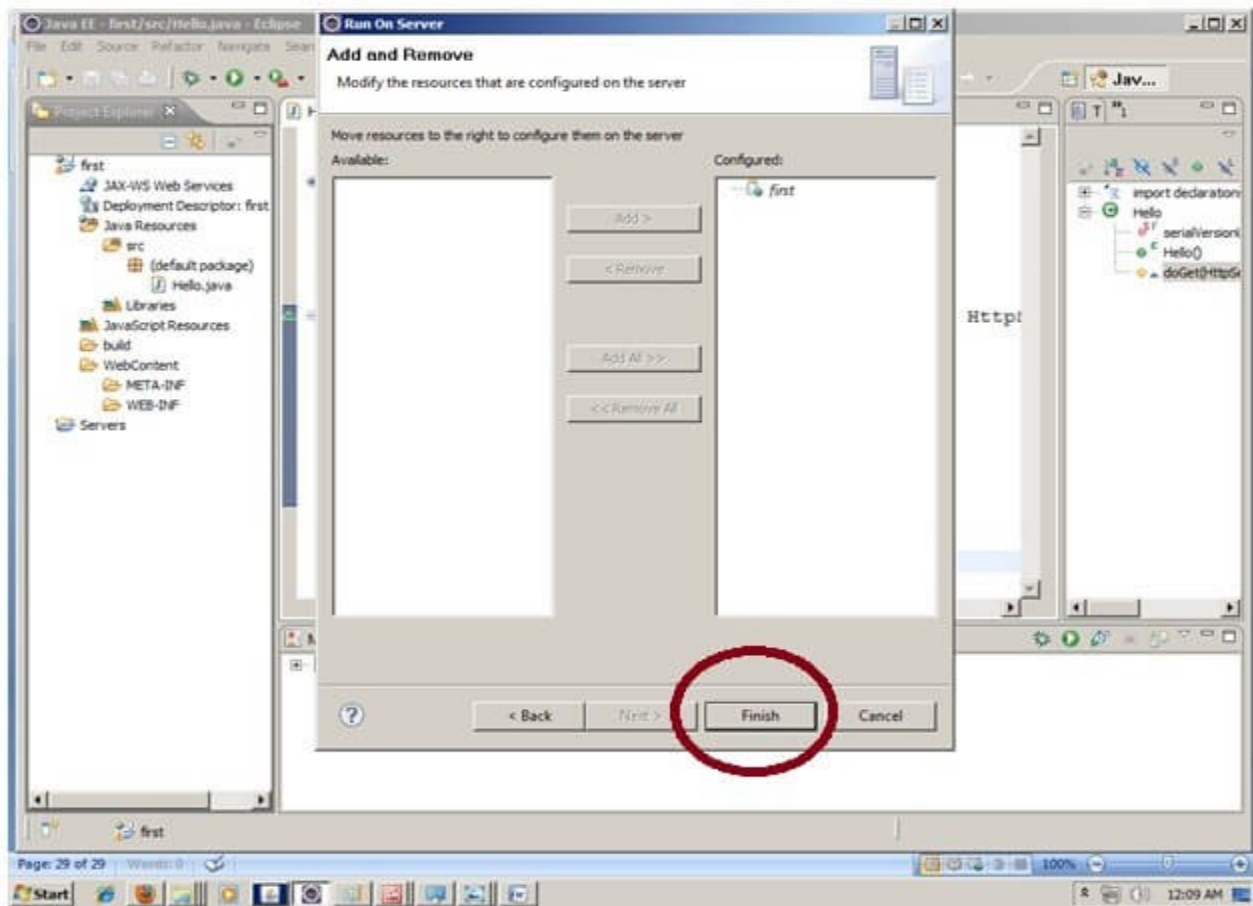 Java EE - first/src/Hello.java - Eclipse
File Edit Source Refactor Navigate
Run On Server
Add and Remove
Modify the resources that are configured on the server
Move resources to the right to configure them on the server
Available:
Configured:
first
Add >
< Remove
Add All >>
<< Remove All
< Back
Next >
Finish
Cancel
Project Explorer
first
JAX-WS Web Services
Deployment Descriptor: first
Java Resources
src
(default package)
Hello.java
Libraries
JavaScript Resources
build
WebContent
META-INF
WEB-INF
Servers
Http
Jav...
import declaration
Hello
serialVersion
Hello()
doGet(HttpSe
first
Page: 29 of 29 Words: 0
100%
Start
12:09 AM